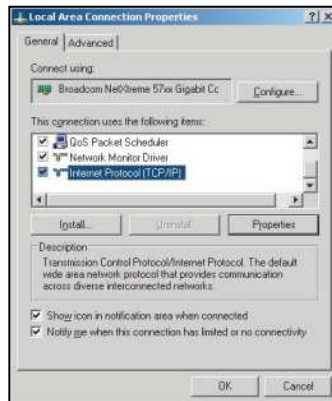 Local Area Connection Properties
General
Advanced
Connect using:
Broadcom NetXtreme 57xx Gigabit Cc
Configure...
This connection uses the following items:
QoS Packet Scheduler
Network Monitor Driver
Internet Protocol (TCP/IP)
Install...
Uninstall
Properties
Description
Transmission Control Protocol/Internet Protocol. The default
wide area network protocol that provides communication
across diverse interconnected networks.
Show icon in notification area when connected
Notify me when this connection has limited or no connectivity
OK
Cancel